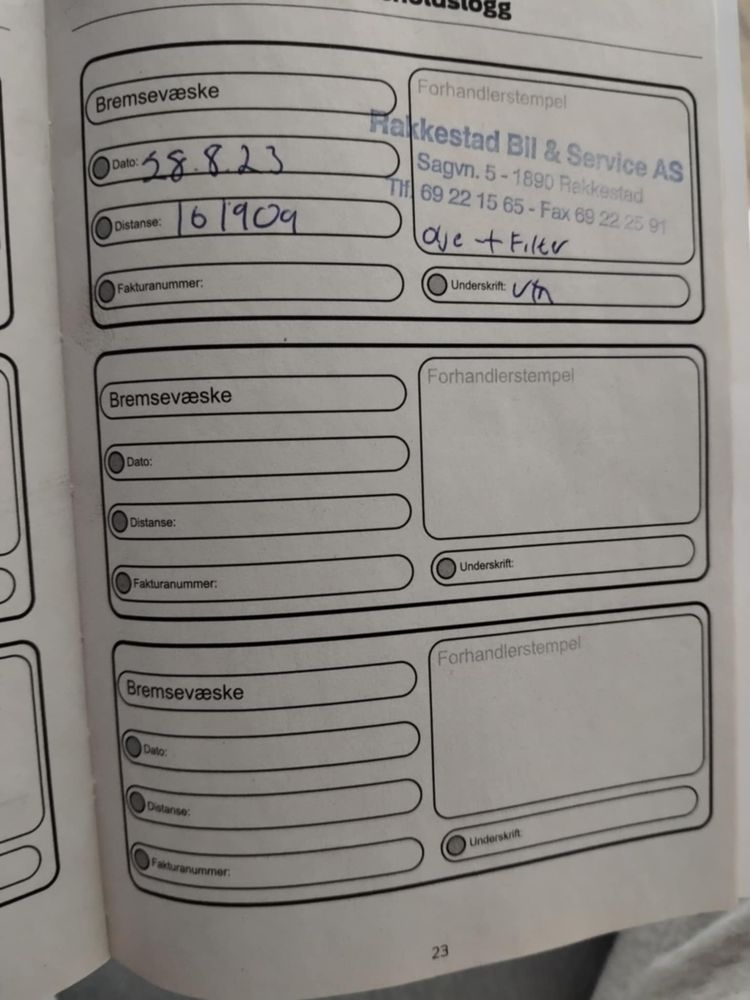 Bremsevæske
Dato: 8.8.23
Distanse: 161909
Fakturanummer:
Forhandlerstempel
Rakkestad Bil & Service AS
Sagvn. 5 - 1890 Rakkestad
Tlf. 69 22 15 65 - Fax 69 22 25 91
olje + Filter
Underskrift:
Bremsevæske
Dato:
Distanse:
Fakturanummer:
Forhandlerstempel
Underskrift:
Bremsevæske
Dato:
Distanse:
Fakturanummer:
Forhandlerstempel
Underskrift:
23